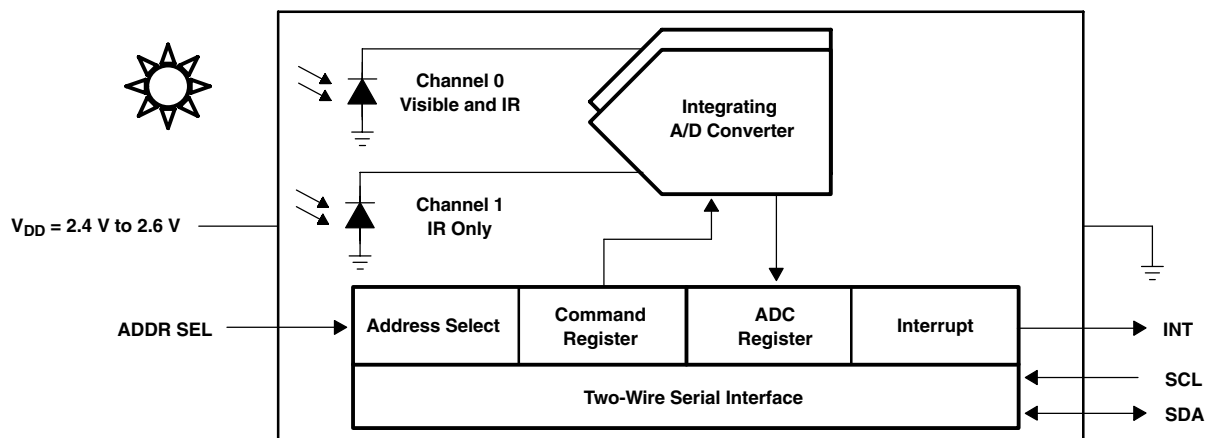 Channel 0
Visible and IR
Integrating
A/D Converter
Channel 1
IR Only
VDD = 2.4 V to 2.6 V
ADDR SEL
Address Select
Command
Register
ADC
Register
Interrupt
INT
Two-Wire Serial Interface
SCL
SDA